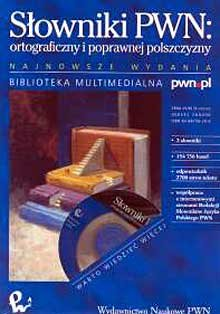 Słowniki PWN:
ortograficzny i poprawnej polszczyzny
NAJNOWSZE WYDANIA
BIBLIOTEKA MULTIMEDIALNA
pwn.pl
2 słowniki
154 756 haseł
odpowiednik
2700 stron tekstu
współpraca
z internetowymi
stronami Redakcji
Słowników Języka
Polskiego PWN
Słowniki
WARTO WIEDZIEĆ WIĘCEJ
Wydawnictwo Naukowe PWN